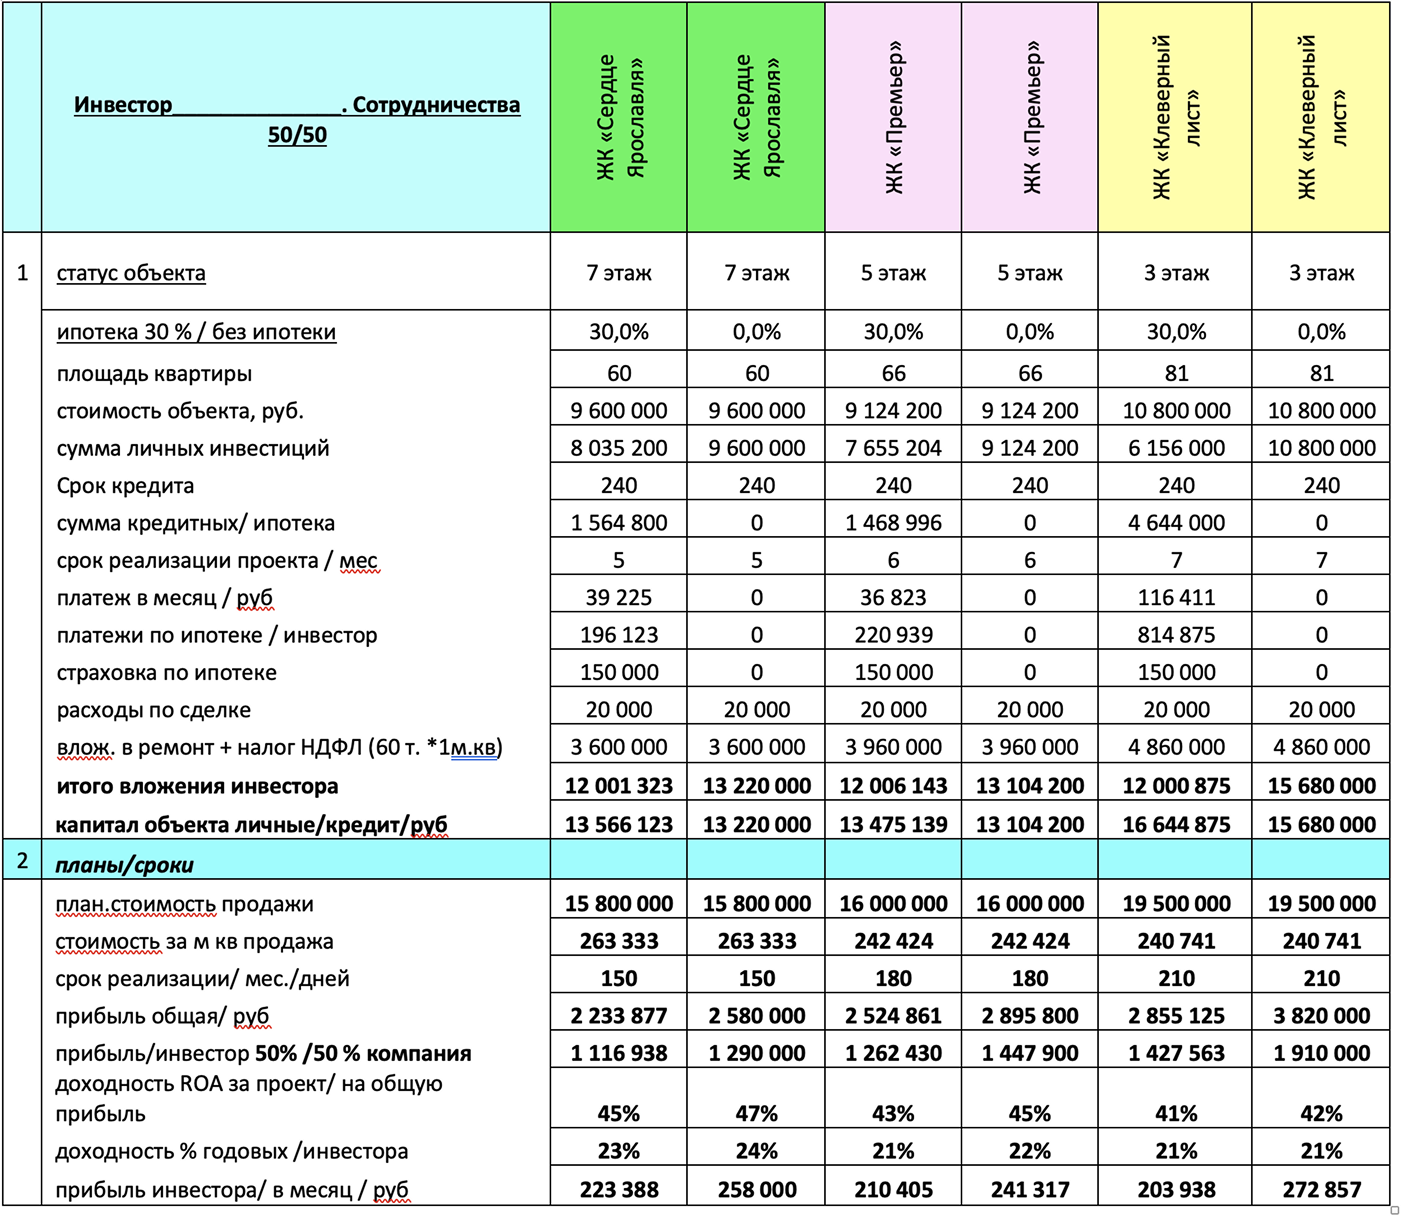 Инвестор______________. Сотрудничества
50/50
ЖК «Сердце
Ярославля»
ЖК «Сердце
Ярославля»
ЖК «Премьер»
ЖК «Премьер»
ЖК «Клеверный
лист»
ЖК «Клеверный
лист»
1 статус объекта 7 этаж 7 этаж 5 этаж 5 этаж 3 этаж 3 этаж
ипотека 30 % / без ипотеки 30,0% 0,0% 30,0% 0,0% 30,0% 0,0%
площадь квартиры 60 60 66 66 81 81
стоимость объекта, руб. 9 600 000 9 600 000 9 124 200 9 124 200 10 800 000 10 800 000
сумма личных инвестиций 8 035 200 9 600 000 7 655 204 9 124 200 6 156 000 10 800 000
Срок кредита 240 240 240 240 240 240
сумма кредитных/ ипотека 1 564 800 0 1 468 996 0 4 644 000 0
срок реализации проекта / мес 5 5 6 6 7 7
платеж в месяц / руб 39 225 0 36 823 0 116 411 0
платежи по ипотеке / инвестор 196 123 0 220 939 0 814 875 0
страховка по ипотеке 150 000 0 150 000 0 150 000 0
расходы по сделке 20 000 20 000 20 000 20 000 20 000 20 000
влож. в ремонт + налог НДФЛ (60 т. *1м.кв) 3 600 000 3 600 000 3 960 000 3 960 000 4 860 000 4 860 000
итого вложения инвестора 12 001 323 13 220 000 12 006 143 13 104 200 12 000 875 15 680 000
капитал объекта личные/кредит/руб 13 566 123 13 220 000 13 475 139 13 104 200 16 644 875 15 680 000
2 планы/сроки
план.стоимость продажи 15 800 000 15 800 000 16 000 000 16 000 000 19 500 000 19 500 000
стоимость за м кв продажа 263 333 263 333 242 424 242 424 240 741 240 741
срок реализации/ мес./дней 150 150 180 180 210 210
прибыль общая/ руб 2 233 877 2 580 000 2 524 861 2 895 800 2 855 125 3 820 000
прибыль/инвестор 50% /50 % компания 1 116 938 1 290 000 1 262 430 1 447 900 1 427 563 1 910 000
доходность ROA за проект/ на общую
прибыль 45% 47% 43% 45% 41% 42%
доходность % годовых /инвестора 23% 24% 21% 22% 21% 21%
прибыль инвестора/ в месяц / руб 223 388 258 000 210 405 241 317 203 938 272 857